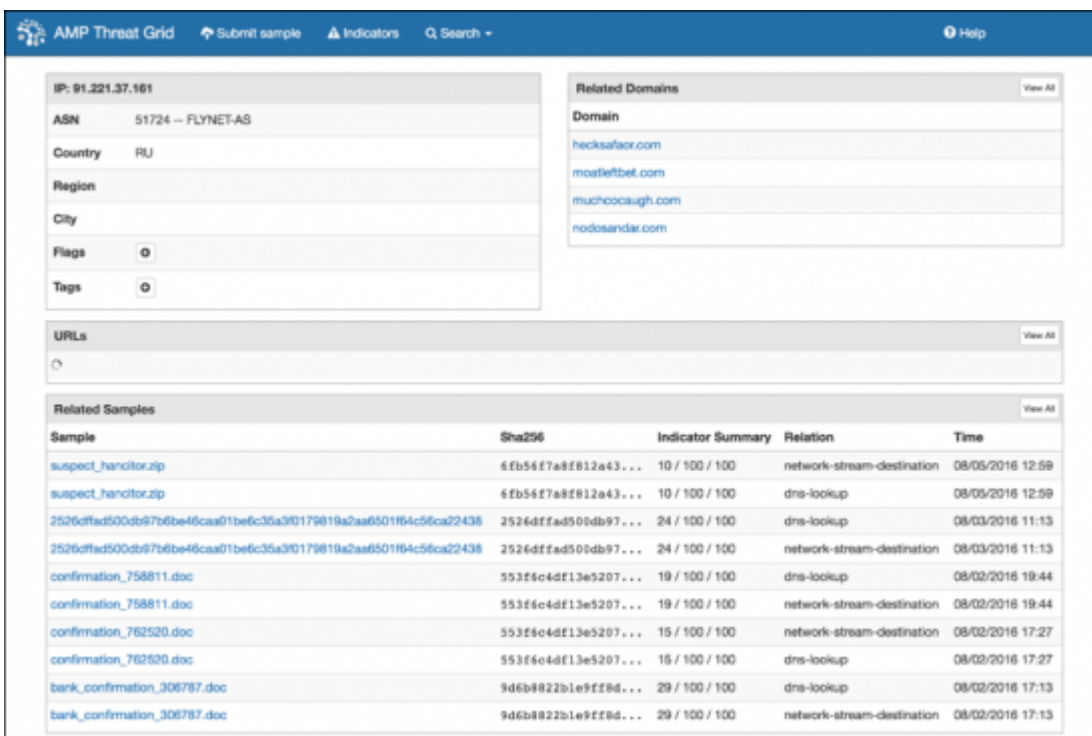 AMP Threat Grid Submit sample Indicators Search Help
IP: 91.221.37.161
ASN 51724 -- FLYNET-AS
Country RU
Region
City
Flags
Tags
Related Domains View All
Domain
hecksafaor.com
moatleftbet.com
muchcocaugh.com
nodosandar.com
URLs View All
Related Samples View All
Sample Sha256 Indicator Summary Relation Time
suspect_hancitor.zip 6fb56f7a8f812a43... 10 / 100 / 100 network-stream-destination 08/05/2016 12:59
suspect_hancitor.zip 6fb56f7a8f812a43... 10 / 100 / 100 dns-lookup 08/05/2016 12:59
2526dffad500db97b6be46caa01be6c35a3f0179819a2aa6501f64c56ca22438 2526dffad500db97... 24 / 100 / 100 dns-lookup 08/03/2016 11:13
2526dffad500db97b6be46caa01be6c35a3f0179819a2aa6501f64c56ca22438 2526dffad500db97... 24 / 100 / 100 network-stream-destination 08/03/2016 11:13
confirmation_758811.doc 553f6c4df13e5207... 19 / 100 / 100 dns-lookup 08/02/2016 19:44
confirmation_758811.doc 553f6c4df13e5207... 19 / 100 / 100 network-stream-destination 08/02/2016 19:44
confirmation_762520.doc 553f6c4df13e5207... 15 / 100 / 100 network-stream-destination 08/02/2016 17:27
confirmation_762520.doc 553f6c4df13e5207... 15 / 100 / 100 dns-lookup 08/02/2016 17:27
bank_confirmation_306787.doc 9d6b8822b1e9ff8d... 29 / 100 / 100 dns-lookup 08/02/2016 17:13
bank_confirmation_306787.doc 9d6b8822b1e9ff8d... 29 / 100 / 100 network-stream-destination 08/02/2016 17:13